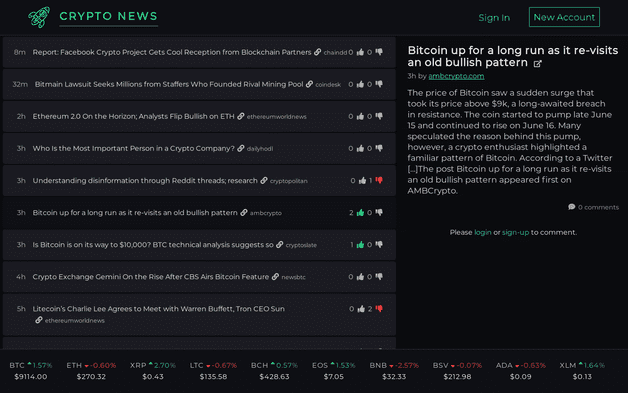 CRYPTO NEWS
Sign In
New Account
8m Report: Facebook Crypto Project Gets Cool Reception from Blockchain Partners chaindd 0 0
32m Bitmain Lawsuit Seeks Millions from Staffers Who Founded Rival Mining Pool coindesk 0 0
2h Ethereum 2.0 On the Horizon; Analysts Flip Bullish on ETH ethereumworldnews 0 0
3h Who Is the Most Important Person in a Crypto Company? dailyhodl 0 0
3h Understanding disinformation through Reddit threads; research cryptopolitan 0 1
3h Bitcoin up for a long run as it re-visits an old bullish pattern ambcrypto 2 0
3h Is Bitcoin is on its way to $10,000? BTC technical analysis suggests so cryptoslate 1 0
4h Crypto Exchange Gemini On the Rise After CBS Airs Bitcoin Feature newsbtc 0 0
5h Litecoin's Charlie Lee Agrees to Meet with Warren Buffett, Tron CEO Sun 0 2
ethereumworldnews
Bitcoin up for a long run as it re-visits
an old bullish pattern
3h by ambcrypto.com
The price of Bitcoin saw a sudden surge that
took its price above $9k, a long-awaited breach
in resistance. The coin started to pump late June
15 and continued to rise on June 16. Many
speculated the reason behind this pump,
however, a crypto enthusiast highlighted a
familiar pattern of Bitcoin. According to a Twitter
[...]The post Bitcoin up for a long run as it re-visits
an old bullish pattern appeared first on
AMBCrypto.
0 comments
Please login or sign-up to comment.
BTC 1.57% ETH -0.60% XRP 2.70% LTC -0.67% BCH 0.57% EOS 1.53% BNB -2.57% BSV -0.07% ADA -0.53% XLM 1.64%
$9114.00 $270.32 $0.43 $135.58 $428.63 $7.05 $32.33 $212.98 $0.09 $0.13